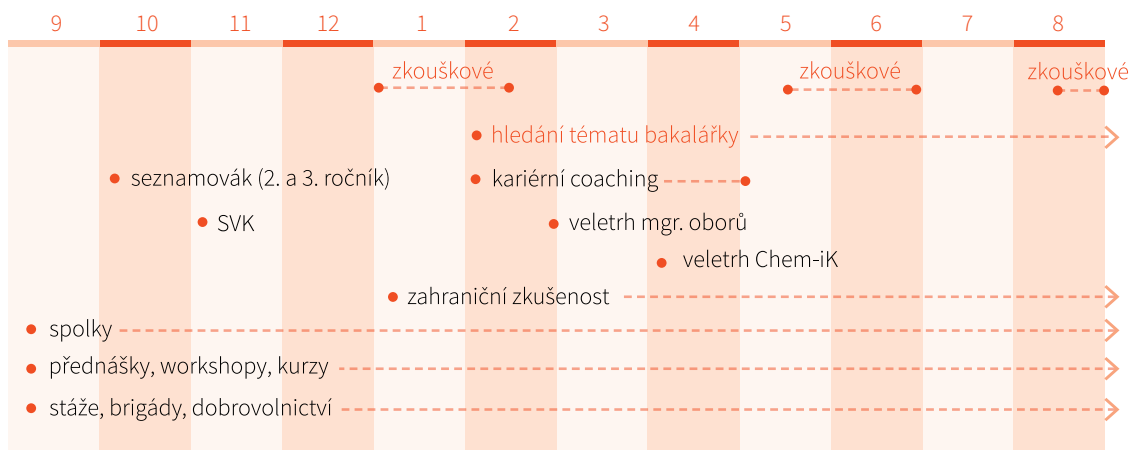 9 10 11 12 1 2 3 4 5 6 7 8
zkouškové zkouškové zkouškové
hledání tématu bakalářky
seznamovák (2. a 3. ročník) kariérní coaching
SVK veletrh mgr. oborů
veletrh Chem-iK
zahraniční zkušenost
spolky
přednášky, workshopy, kurzy
stáže, brigády, dobrovolnictví